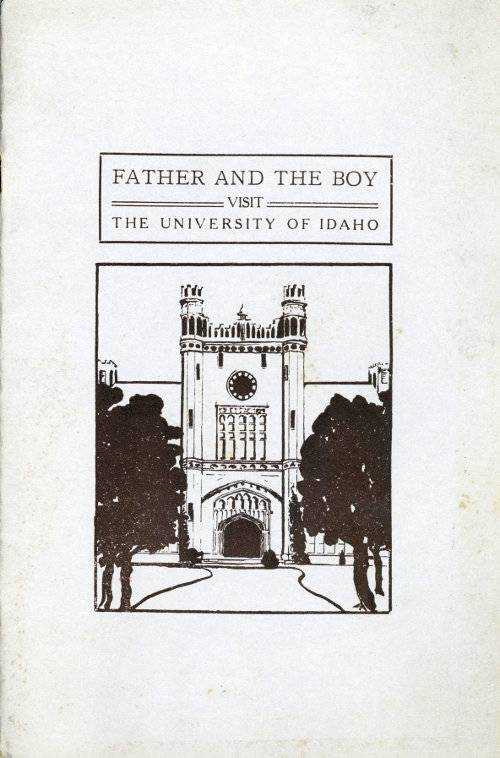 FATHER AND THE BOY
VISIT
THE UNIVERSITY OF IDAHO